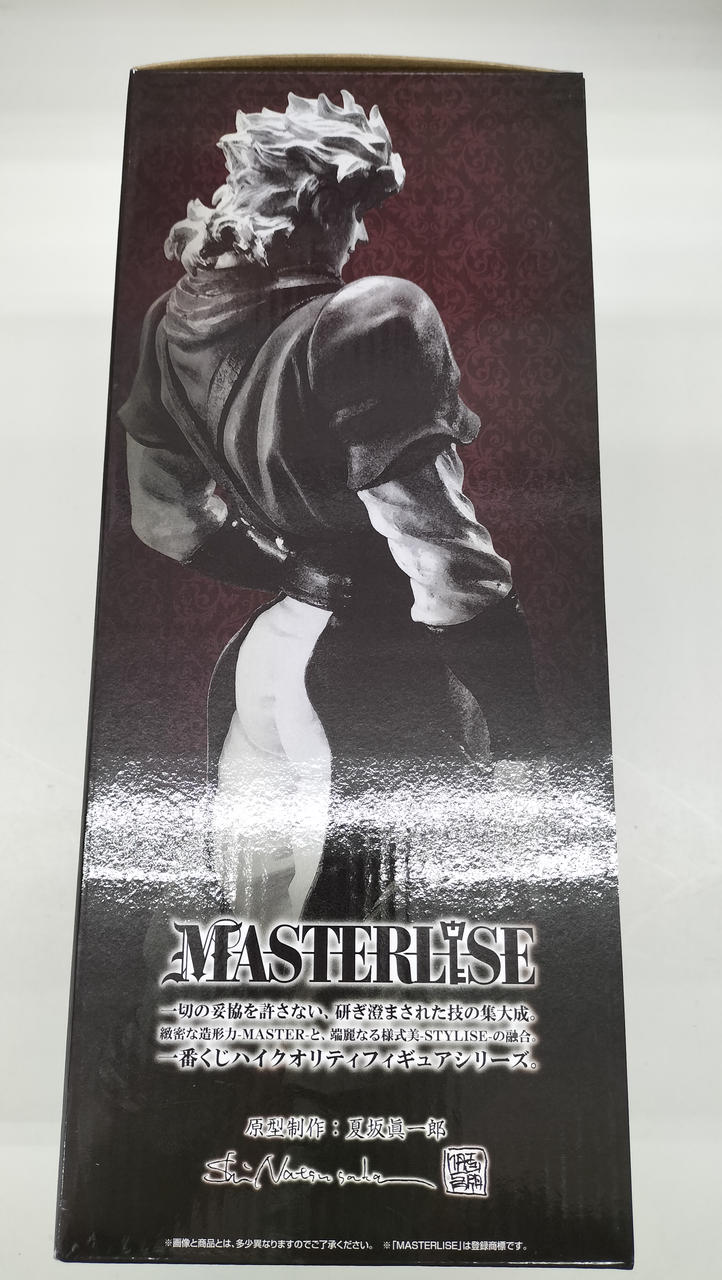 MASTERLISE
一切の妥協を許さない、研ぎ澄まされた技の集大成。
緻密な造形力-MASTER-と、端麗なる様式美-STYLISE-の融合。
一番くじハイクオリティフィギュアシリーズ。
原型制作：夏坂眞一郎
Shin Natsusaka
※画像と商品とは、多少異なりますのでご了承ください。 ※「MASTERLISE」は登録商標です。